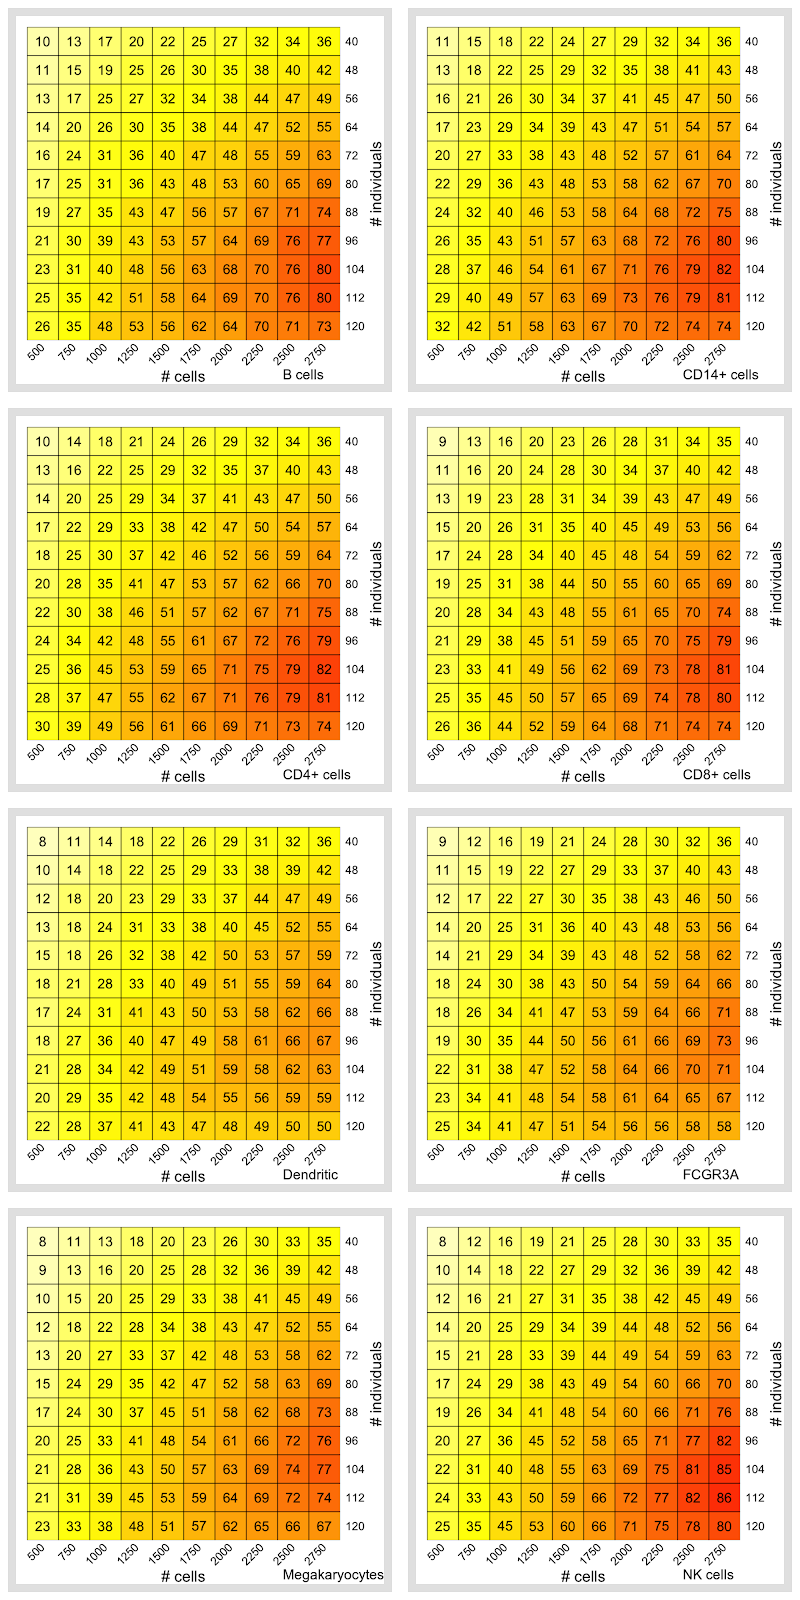 10 13 17 20 22 25 27 32 34 36 40
11 15 19 25 26 30 35 38 40 42 48
13 17 25 27 32 34 38 44 47 49 56
14 20 26 30 35 38 44 47 52 55 64
16 24 31 36 40 47 48 55 59 63 72
17 25 31 36 43 48 53 60 65 69 80
19 27 35 43 47 56 57 67 71 74 88
21 30 39 43 53 57 64 69 76 77 96
23 31 40 48 56 63 68 70 76 80 104
25 35 42 51 58 64 69 70 76 80 112
26 35 48 53 56 62 64 70 71 73 120
# individuals
500 750 1000 1250 1500 1750 2000 2250 2500 2750
# cells
B cells
11 15 18 22 24 27 29 32 34 36 40
13 18 22 25 29 32 35 38 41 43 48
16 21 26 30 34 37 41 45 47 50 56
17 23 29 34 39 43 47 51 54 57 64
20 27 33 38 43 48 52 57 61 64 72
22 29 36 43 48 53 58 62 67 70 80
24 32 40 46 53 58 64 68 72 75 88
26 35 43 51 57 63 68 72 76 80 96
28 37 46 54 61 67 71 76 79 82 104
29 40 49 57 63 69 73 76 79 81 112
32 42 51 58 63 67 70 72 74 74 120
# individuals
500 750 1000 1250 1500 1750 2000 2250 2500 2750
# cells
CD14+ cells
10 14 18 21 24 26 29 32 34 36 40
13 16 22 25 29 32 35 37 40 43 48
14 20 25 29 34 37 41 43 47 50 56
17 22 29 33 38 42 47 50 54 57 64
18 25 30 37 42 46 52 56 59 64 72
20 28 35 41 47 53 57 62 66 70 80
22 30 38 46 51 57 62 67 71 75 88
24 34 42 48 55 61 67 72 76 79 96
25 36 45 53 59 65 71 75 79 82 104
28 37 47 55 62 67 71 76 79 81 112
30 39 49 56 61 66 69 71 73 74 120
# individuals
500 750 1000 1250 1500 1750 2000 2250 2500 2750
# cells
CD4+ cells
9 13 16 20 23 26 28 31 34 35 40
11 16 20 24 28 30 34 37 40 42 48
13 19 23 28 31 34 39 43 47 49 56
15 20 26 31 35 40 45 49 53 56 64
17 24 28 34 40 45 48 54 59 62 72
19 25 31 38 44 50 55 60 65 69 80
20 28 34 43 48 55 61 65 70 74 88
21 29 38 45 51 59 65 70 75 79 96
23 33 41 49 56 62 69 73 78 81 104
25 35 45 50 57 65 69 74 78 80 112
26 36 44 52 59 64 68 71 74 74 120
# individuals
500 750 1000 1250 1500 1750 2000 2250 2500 2750
# cells
CD8+ cells
8 11 14 18 22 26 29 31 32 36 40
10 14 18 22 25 29 33 38 39 42 48
12 18 20 23 29 33 37 44 47 49 56
13 18 24 31 33 38 40 45 52 55 64
15 18 26 32 38 42 50 53 57 59 72
18 21 28 33 40 49 51 55 59 64 80
17 24 31 41 43 50 53 58 62 66 88
18 27 36 40 47 49 58 61 66 67 96
21 28 34 42 49 51 59 58 62 63 104
20 29 35 42 48 54 55 56 59 59 112
22 28 37 41 43 47 48 49 50 50 120
# individuals
500 750 1000 1250 1500 1750 2000 2250 2500 2750
# cells
Dendritic
9 12 16 19 21 24 28 30 32 36 40
11 15 19 22 27 29 33 37 40 43 48
12 17 22 27 30 35 38 43 46 50 56
14 20 25 31 36 40 43 48 53 56 64
14 21 29 34 39 43 48 52 58 62 72
18 24 30 38 43 50 54 59 64 66 80
18 26 34 41 47 53 59 64 66 71 88
19 30 35 44 50 56 61 66 69 73 96
22 31 38 47 52 58 64 66 70 71 104
23 34 41 48 54 58 61 64 65 67 112
25 34 41 47 51 54 56 56 58 58 120
# individuals
500 750 1000 1250 1500 1750 2000 2250 2500 2750
# cells
FCGR3A
8 11 13 18 20 23 26 30 33 35 40
9 13 16 20 25 28 32 36 39 42 48
10 15 20 25 29 33 38 41 45 49 56
12 18 22 28 34 38 43 47 52 55 64
13 20 27 33 37 42 48 53 58 62 72
15 24 29 35 42 47 52 58 63 69 80
17 24 30 37 45 51 58 62 68 73 88
20 25 33 41 48 54 61 66 72 76 96
21 28 36 43 50 57 63 69 74 77 104
21 31 39 45 53 59 64 69 72 74 112
23 33 38 48 51 57 62 65 66 67 120
# individuals
500 750 1000 1250 1500 1750 2000 2250 2500 2750
# cells
Megakaryocytes
8 12 16 19 21 25 28 30 33 35 40
10 14 18 22 27 29 32 36 39 42 48
12 16 21 27 31 35 38 42 45 49 56
14 20 25 29 34 39 44 48 52 56 64
15 21 28 33 39 44 49 54 59 63 72
17 24 29 38 43 49 54 60 66 70 80
19 26 34 41 48 54 60 66 71 76 88
20 27 36 45 52 58 65 71 77 82 96
22 31 40 48 55 63 69 75 81 85 104
24 33 43 50 59 66 72 77 82 86 112
25 35 45 53 60 66 71 75 78 80 120
# individuals
500 750 1000 1250 1500 1750 2000 2250 2500 2750
# cells
NK cells